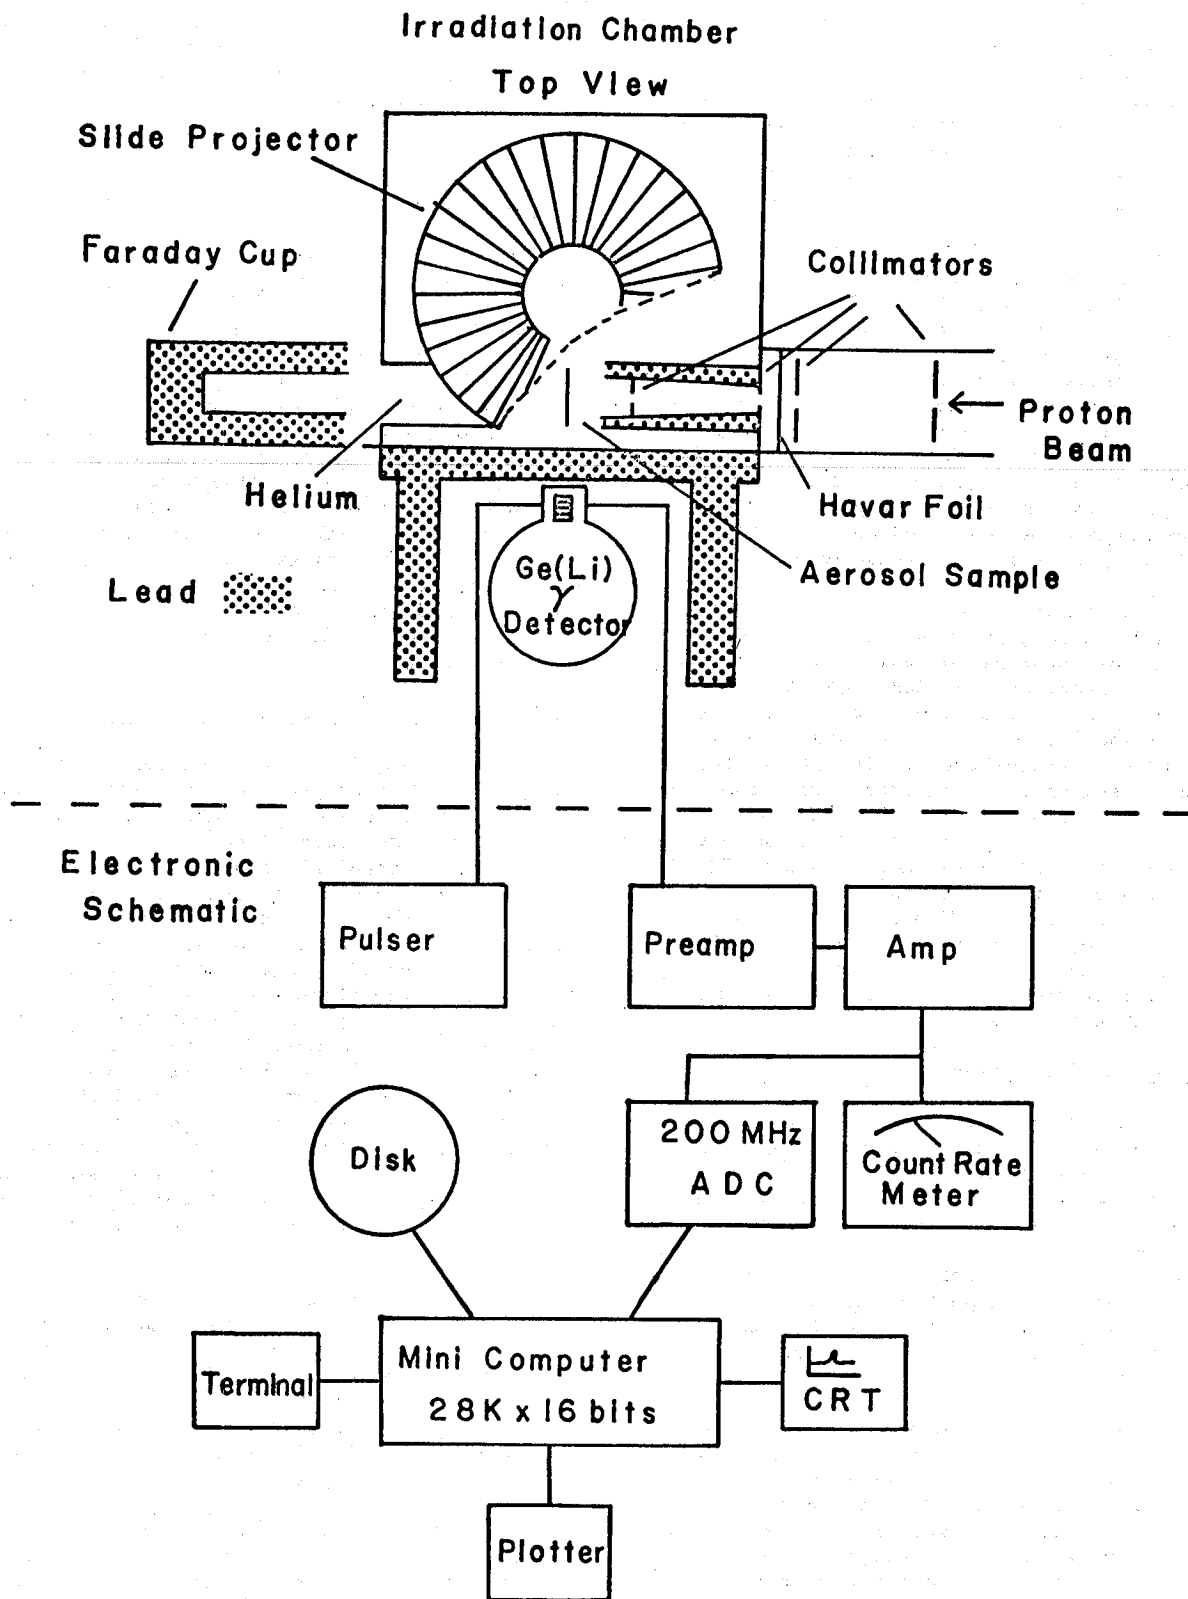 Irradiation Chamber
Top View
Slide Projector
Faraday Cup
Collimators
Proton
Beam
Helium
Havar Foil
Aerosol Sample
Lead
Ge(Li)
γ
Detector
Electronic
Schematic
Pulser
Preamp
Amp
Disk
200 MHz
ADC
Count Rate
Meter
Terminal
Mini Computer
28K x 16 bits
CRT
Plotter